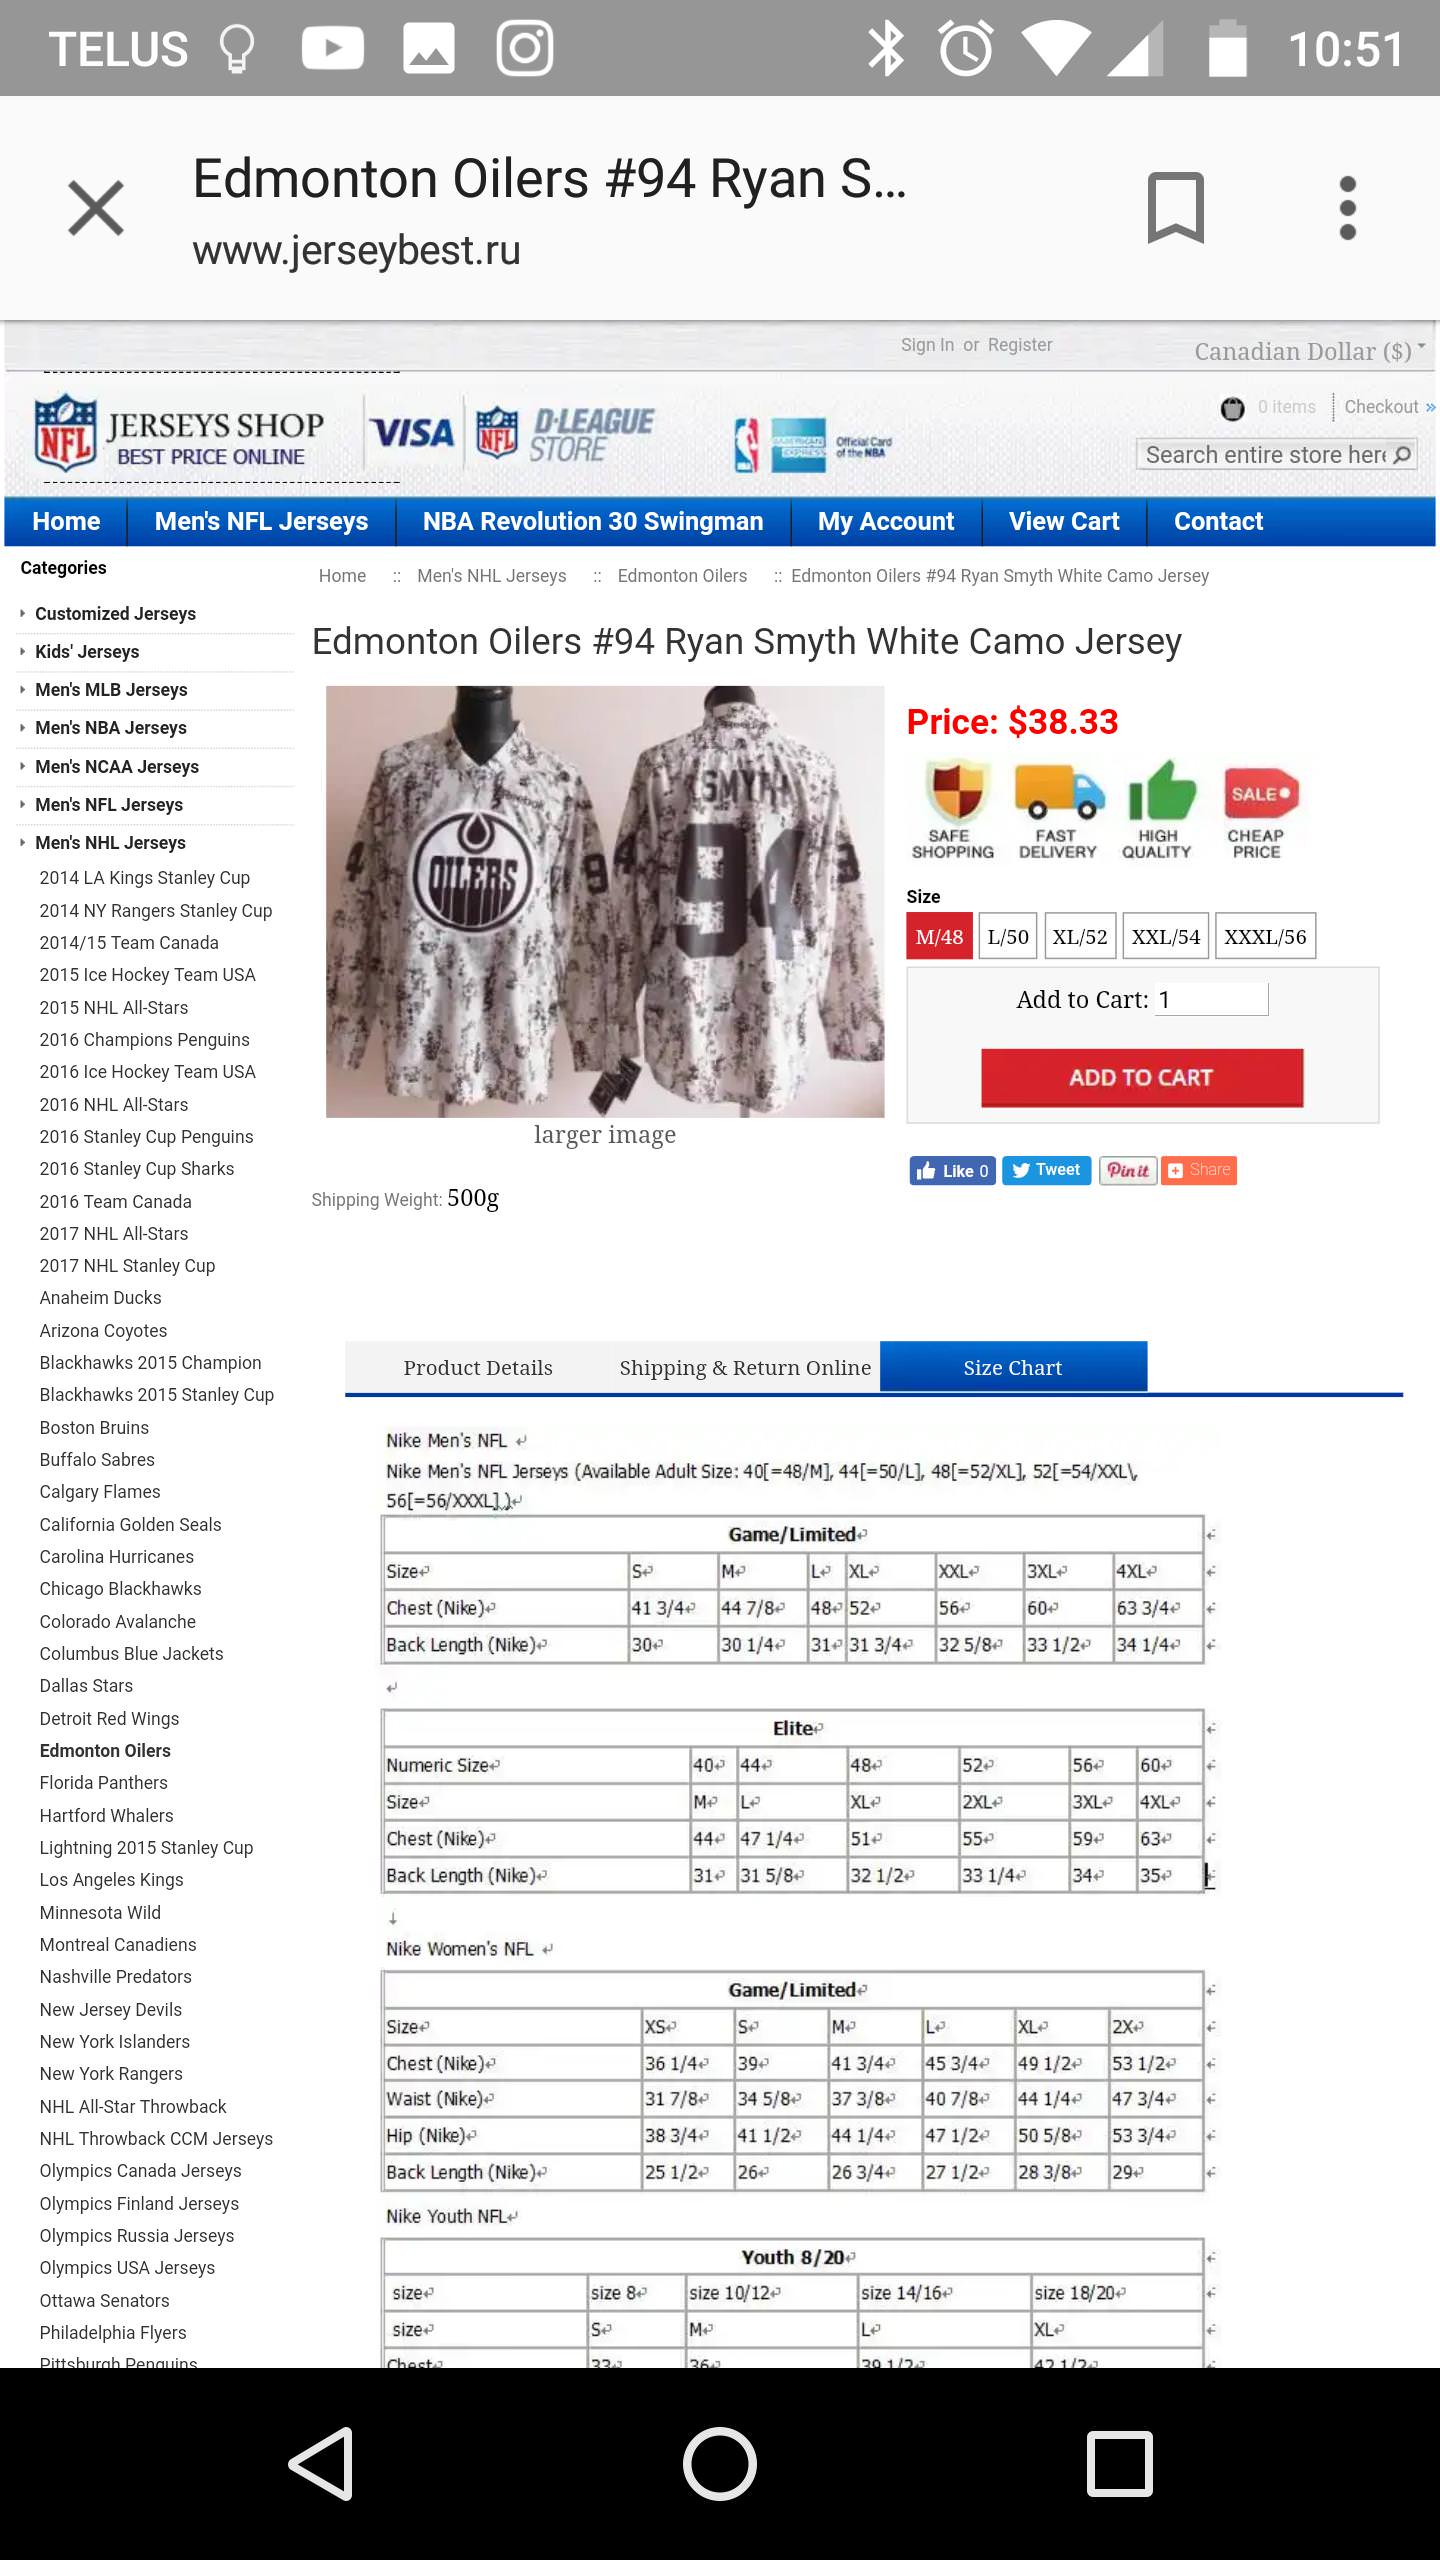 TELUS 10:51
Edmonton Oilers #94 Ryan S...
www.jerseybest.ru
Sign In or Register
Canadian Dollar ($)
NFL JERSEYS SHOP
BEST PRICE ONLINE
VISA
NFL D-LEAGUE STORE
AMERICAN EXPRESS
Official Card of the NBA
0 items Checkout »
Search entire store here
Home Men's NFL Jerseys NBA Revolution 30 Swingman My Account View Cart Contact
Categories
Customized Jerseys
Kids' Jerseys
Men's MLB Jerseys
Men's NBA Jerseys
Men's NCAA Jerseys
Men's NFL Jerseys
Men's NHL Jerseys
2014 LA Kings Stanley Cup
2014 NY Rangers Stanley Cup
2014/15 Team Canada
2015 Ice Hockey Team USA
2015 NHL All-Stars
2016 Champions Penguins
2016 Ice Hockey Team USA
2016 NHL All-Stars
2016 Stanley Cup Penguins
2016 Stanley Cup Sharks
2016 Team Canada
2017 NHL All-Stars
2017 NHL Stanley Cup
Anaheim Ducks
Arizona Coyotes
Blackhawks 2015 Champion
Blackhawks 2015 Stanley Cup
Boston Bruins
Buffalo Sabres
Calgary Flames
California Golden Seals
Carolina Hurricanes
Chicago Blackhawks
Colorado Avalanche
Columbus Blue Jackets
Dallas Stars
Detroit Red Wings
Edmonton Oilers
Florida Panthers
Hartford Whalers
Lightning 2015 Stanley Cup
Los Angeles Kings
Minnesota Wild
Montreal Canadiens
Nashville Predators
New Jersey Devils
New York Islanders
New York Rangers
NHL All-Star Throwback
NHL Throwback CCM Jerseys
Olympics Canada Jerseys
Olympics Finland Jerseys
Olympics Russia Jerseys
Olympics USA Jerseys
Ottawa Senators
Philadelphia Flyers
Pittsburgh Penguins
Home :: Men's NHL Jerseys :: Edmonton Oilers :: Edmonton Oilers #94 Ryan Smyth White Camo Jersey
Edmonton Oilers #94 Ryan Smyth White Camo Jersey
OILERS
SMYTH
94
larger image
Shipping Weight: 500g
Price: $38.33
SAFE SHOPPING
FAST DELIVERY
HIGH QUALITY
SALE
CHEAP PRICE
Size
M/48 L/50 XL/52 XXL/54 XXXL/56
Add to Cart: 1
ADD TO CART
Like 0 Tweet Pin it Share
Product Details Shipping & Return Online Size Chart
Nike Men's NFL
Nike Men's NFL Jerseys (Available Adult Size: 40[=48/M], 44[=50/L], 48[=52/XL], 52[=54/XXL\,
56[=56/XXXL].)
Game/Limited
Size S M L XL XXL 3XL 4XL
Chest (Nike) 41 3/4 44 7/8 48 52 56 60 63 3/4
Back Length (Nike) 30 30 1/4 31 31 3/4 32 5/8 33 1/2 34 1/4
Elite
Numeric Size 40 44 48 52 56 60
Size M L XL 2XL 3XL 4XL
Chest (Nike) 44 47 1/4 51 55 59 63
Back Length (Nike) 31 31 5/8 32 1/2 33 1/4 34 35
Nike Women's NFL
Game/Limited
Size XS S M L XL 2X
Chest (Nike) 36 1/4 39 41 3/4 45 3/4 49 1/2 53 1/2
Waist (Nike) 31 7/8 34 5/8 37 3/8 40 7/8 44 1/4 47 3/4
Hip (Nike) 38 3/4 41 1/2 44 1/4 47 1/2 50 5/8 53 3/4
Back Length (Nike) 25 1/2 26 26 3/4 27 1/2 28 3/8 29
Nike Youth NFL
Youth 8/20
size size 8 size 10/12 size 14/16 size 18/20
size S M L XL
Chest 33 36 39 1/2 42 1/2